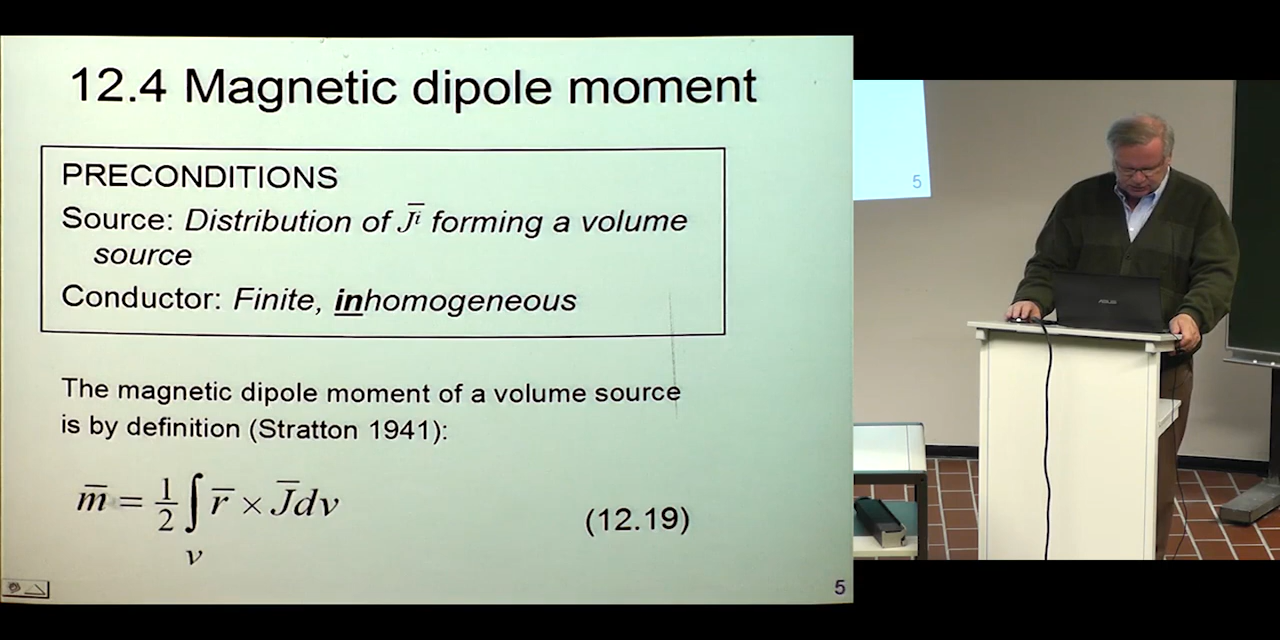 12.4 Magnetic dipole moment
PRECONDITIONS
Source: Distribution of J̅ⁱ forming a volume
source
Conductor: Finite, inhomogeneous
The magnetic dipole moment of a volume source
is by definition (Stratton 1941):
m̅ = ½ ∫ r̅ × J̅dv
v
(12.19)
5
5
ASUS